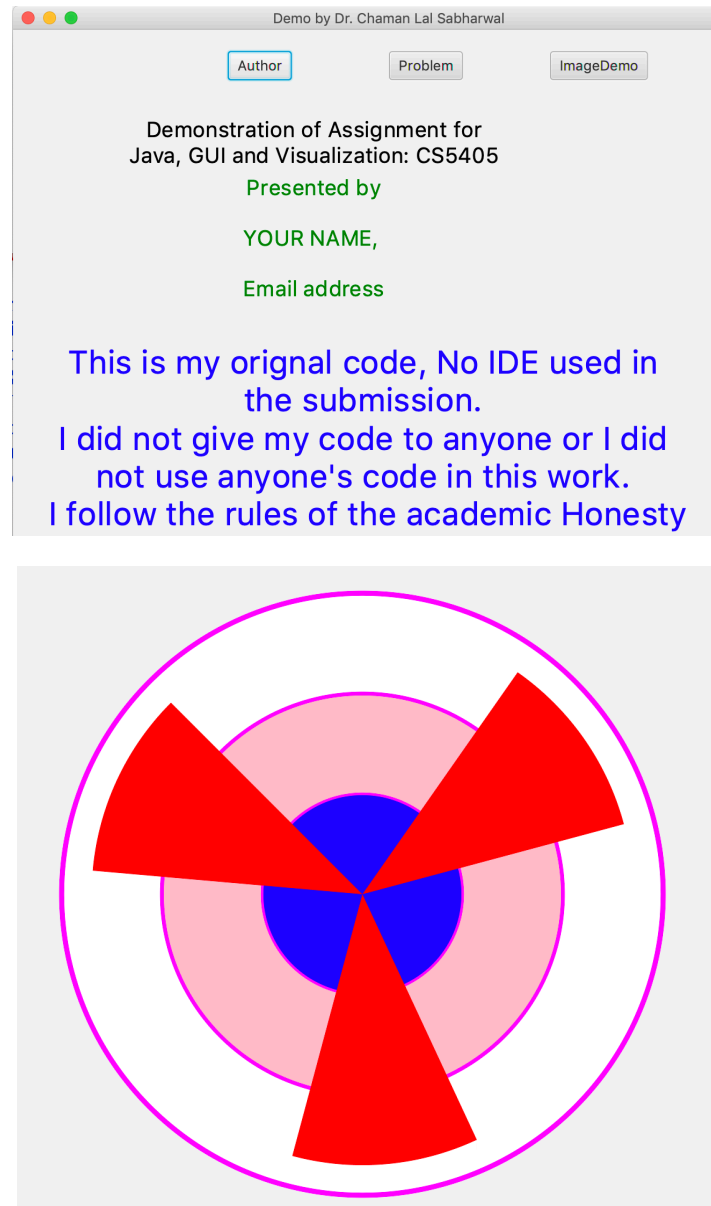 Demo by Dr. Chaman Lal Sabharwal
Author
Problem
ImageDemo
Demonstration of Assignment for
Java, GUI and Visualization: CS5405
Presented by
YOUR NAME,
Email address
This is my orignal code, No IDE used in
the submission.
I did not give my code to anyone or I did
not use anyone's code in this work.
I follow the rules of the academic Honesty